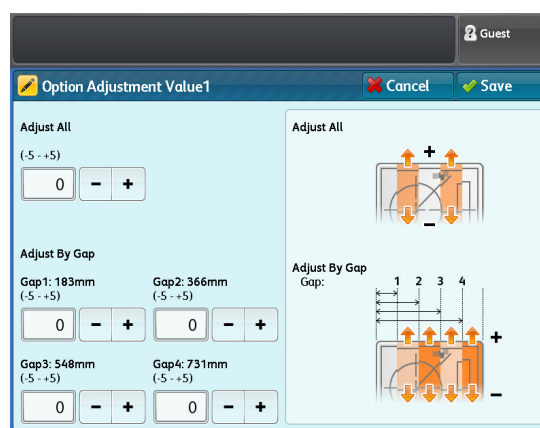 Guest
Option Adjustment Value1
Cancel
Save
Adjust All
(-5 - +5)
0 - +
Adjust By Gap
Gap1: 183mm
(-5 - +5)
0 - +
Gap2: 366mm
(-5 - +5)
0 - +
Gap3: 548mm
(-5 - +5)
0 - +
Gap4: 731mm
(-5 - +5)
0 - +
Adjust All
+
-
Adjust By Gap
Gap: 1 2 3 4
+
-